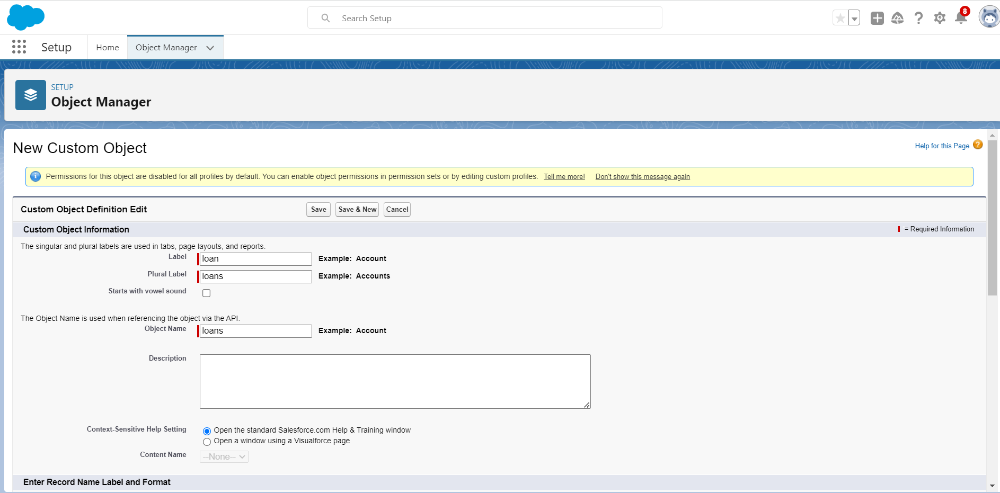 Search Setup
8
Setup Home Object Manager
SETUP
Object Manager
New Custom Object
Help for this Page ?
Permissions for this object are disabled for all profiles by default. You can enable object permissions in permission sets or by editing custom profiles. Tell me more! Don't show this message again
Custom Object Definition Edit Save Save & New Cancel
Custom Object Information = Required Information
The singular and plural labels are used in tabs, page layouts, and reports.
Label loan Example: Account
Plural Label loans Example: Accounts
Starts with vowel sound
The Object Name is used when referencing the object via the API.
Object Name loans Example: Account
Description
Context-Sensitive Help Setting Open the standard Salesforce.com Help & Training window
Open a window using a Visualforce page
Content Name --None--
Enter Record Name Label and Format